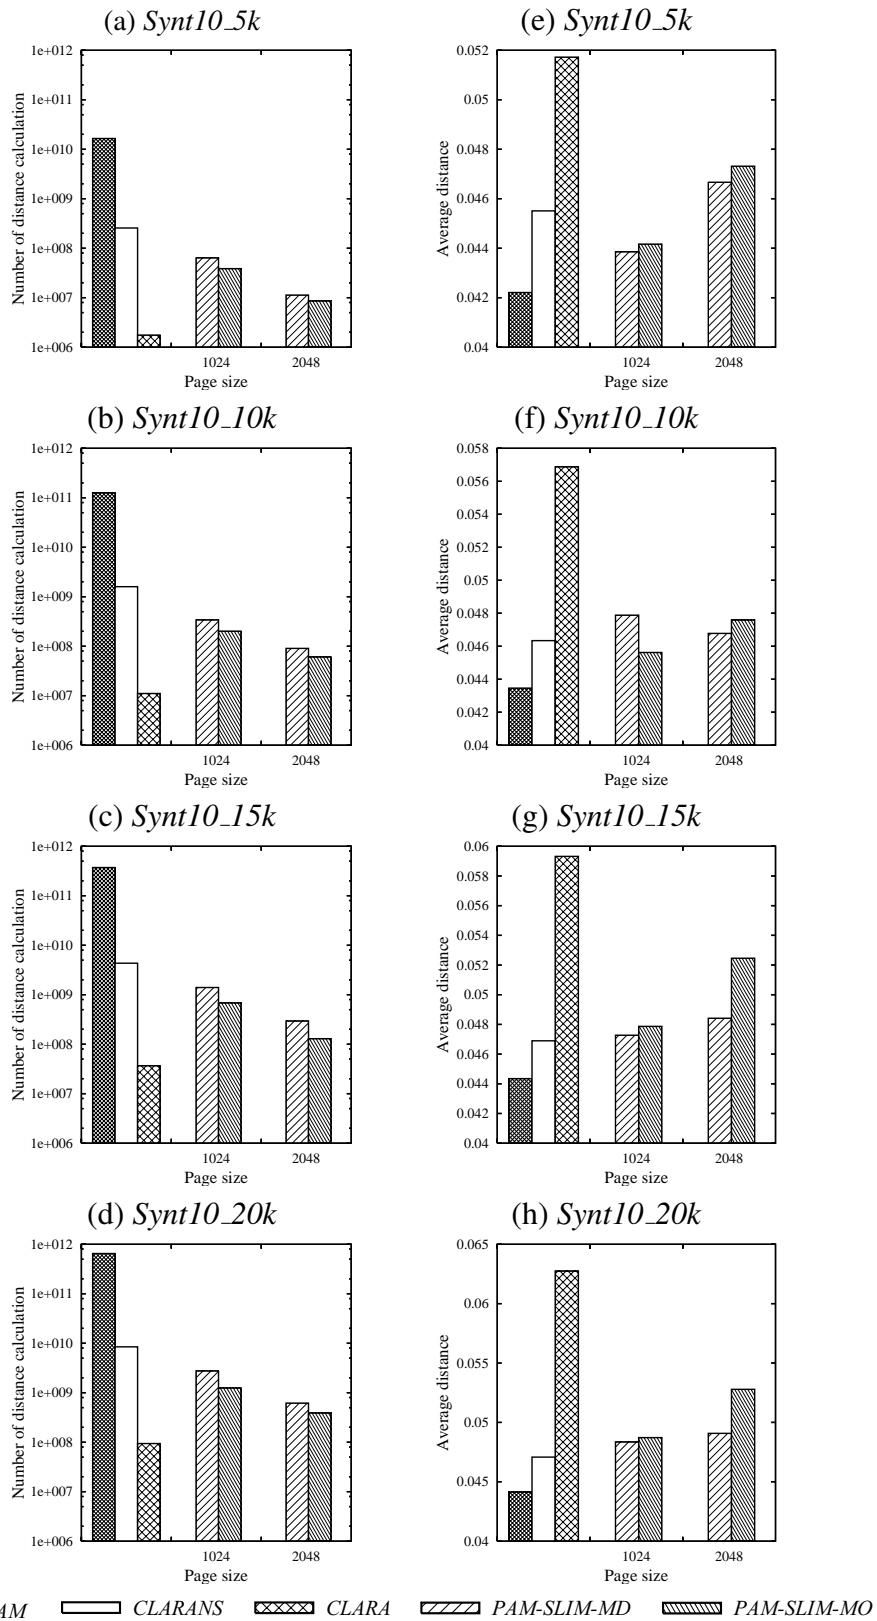 (a) Synt10_5k
Number of distance calculation
1e+012
1e+011
1e+010
1e+009
1e+008
1e+007
1e+006
1024 2048
Page size
(e) Synt10_5k
Average distance
0.052
0.05
0.048
0.046
0.044
0.042
0.04
1024 2048
Page size
(b) Synt10_10k
Number of distance calculation
1e+012
1e+011
1e+010
1e+009
1e+008
1e+007
1e+006
1024 2048
Page size
(f) Synt10_10k
Average distance
0.058
0.056
0.054
0.052
0.05
0.048
0.046
0.044
0.042
0.04
1024 2048
Page size
(c) Synt10_15k
Number of distance calculation
1e+012
1e+011
1e+010
1e+009
1e+008
1e+007
1e+006
1024 2048
Page size
(g) Synt10_15k
Average distance
0.06
0.058
0.056
0.054
0.052
0.05
0.048
0.046
0.044
0.042
0.04
1024 2048
Page size
(d) Synt10_20k
Number of distance calculation
1e+012
1e+011
1e+010
1e+009
1e+008
1e+007
1e+006
1024 2048
Page size
(h) Synt10_20k
Average distance
0.065
0.06
0.055
0.05
0.045
0.04
1024 2048
Page size
AM CLARANS CLARA PAM-SLIM-MD PAM-SLIM-MO